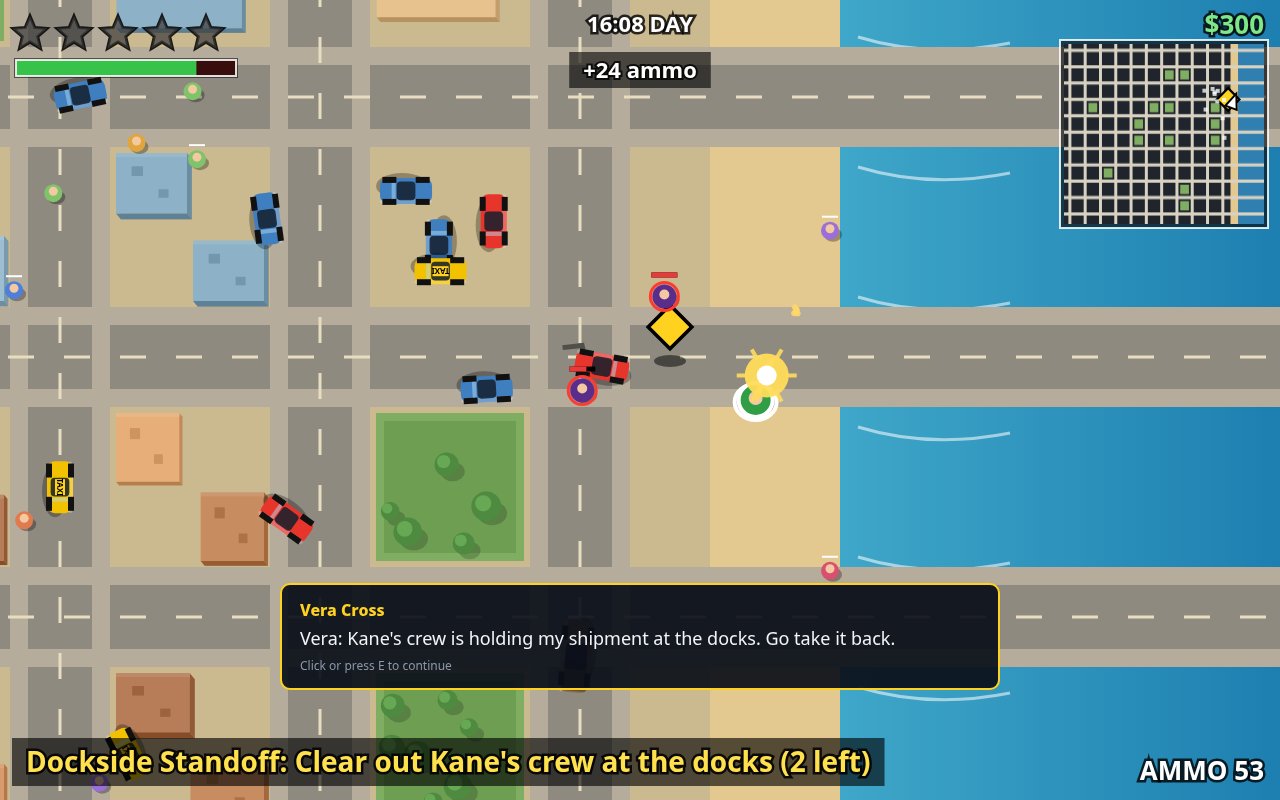 16:08 DAY
$300
+24 ammo
TAXI
TAXI
Vera Cross
Vera: Kane's crew is holding my shipment at the docks. Go take it back.
Click or press E to continue
Dockside Standoff: Clear out Kane's crew at the docks (2 left)
AMMO 53